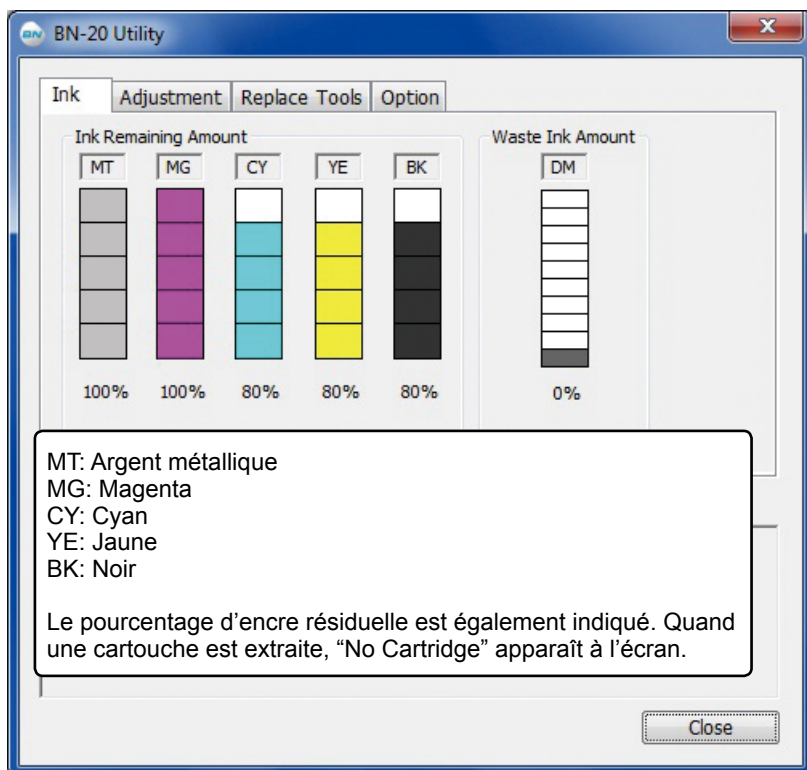 BN BN-20 Utility
Ink Adjustment Replace Tools Option
Ink Remaining Amount Waste Ink Amount
MT MG CY YE BK DM
100% 100% 80% 80% 80% 0%
MT: Argent métallique
MG: Magenta
CY: Cyan
YE: Jaune
BK: Noir
Le pourcentage d’encre résiduelle est également indiqué. Quand
une cartouche est extraite, “No Cartridge” apparaît à l’écran.
Close